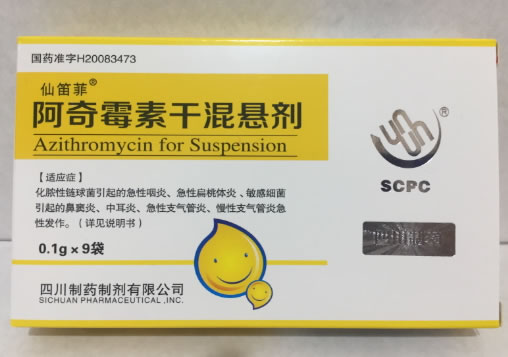 国药准字H20083473
仙笛菲®
阿奇霉素干混悬剂
Azithromycin for Suspension
【适应症】
化脓性链球菌引起的急性咽炎、急性扁桃体炎、敏感细菌
引起的鼻窦炎、中耳炎、急性支气管炎、慢性支气管炎急
性发作。（详见说明书）
0.1g×9袋
四川制药制剂有限公司
SICHUAN PHARMACEUTICAL ,INC.
®
SCPC